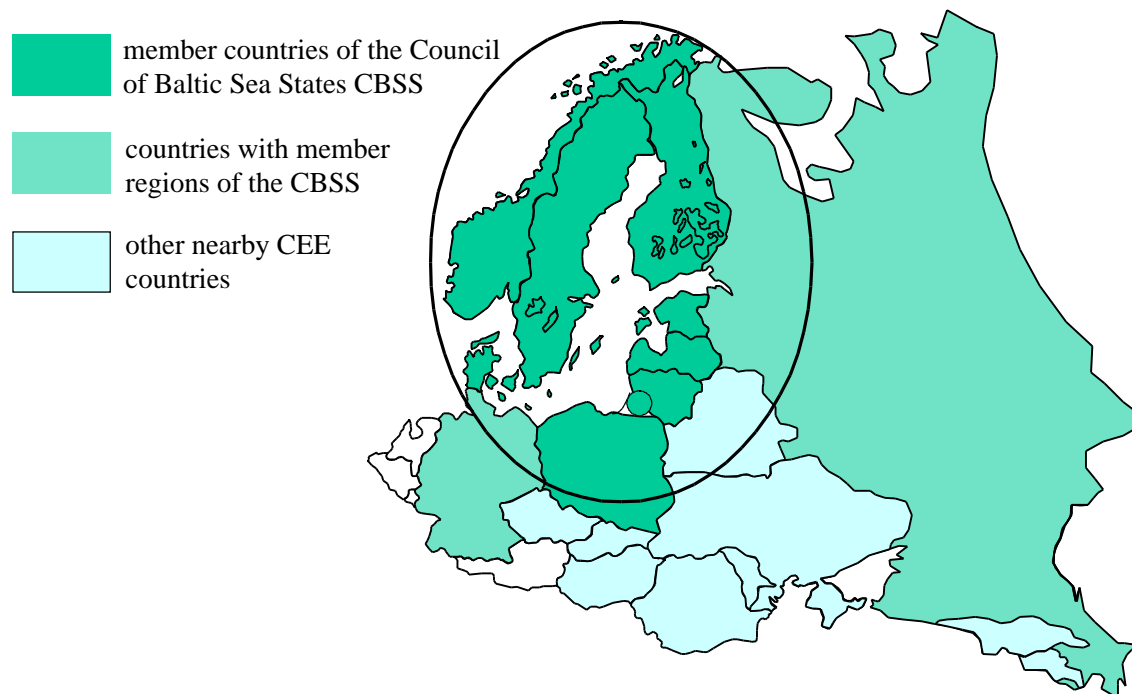 member countries of the Council
of Baltic Sea States CBSS
countries with member
regions of the CBSS
other nearby CEE
countries